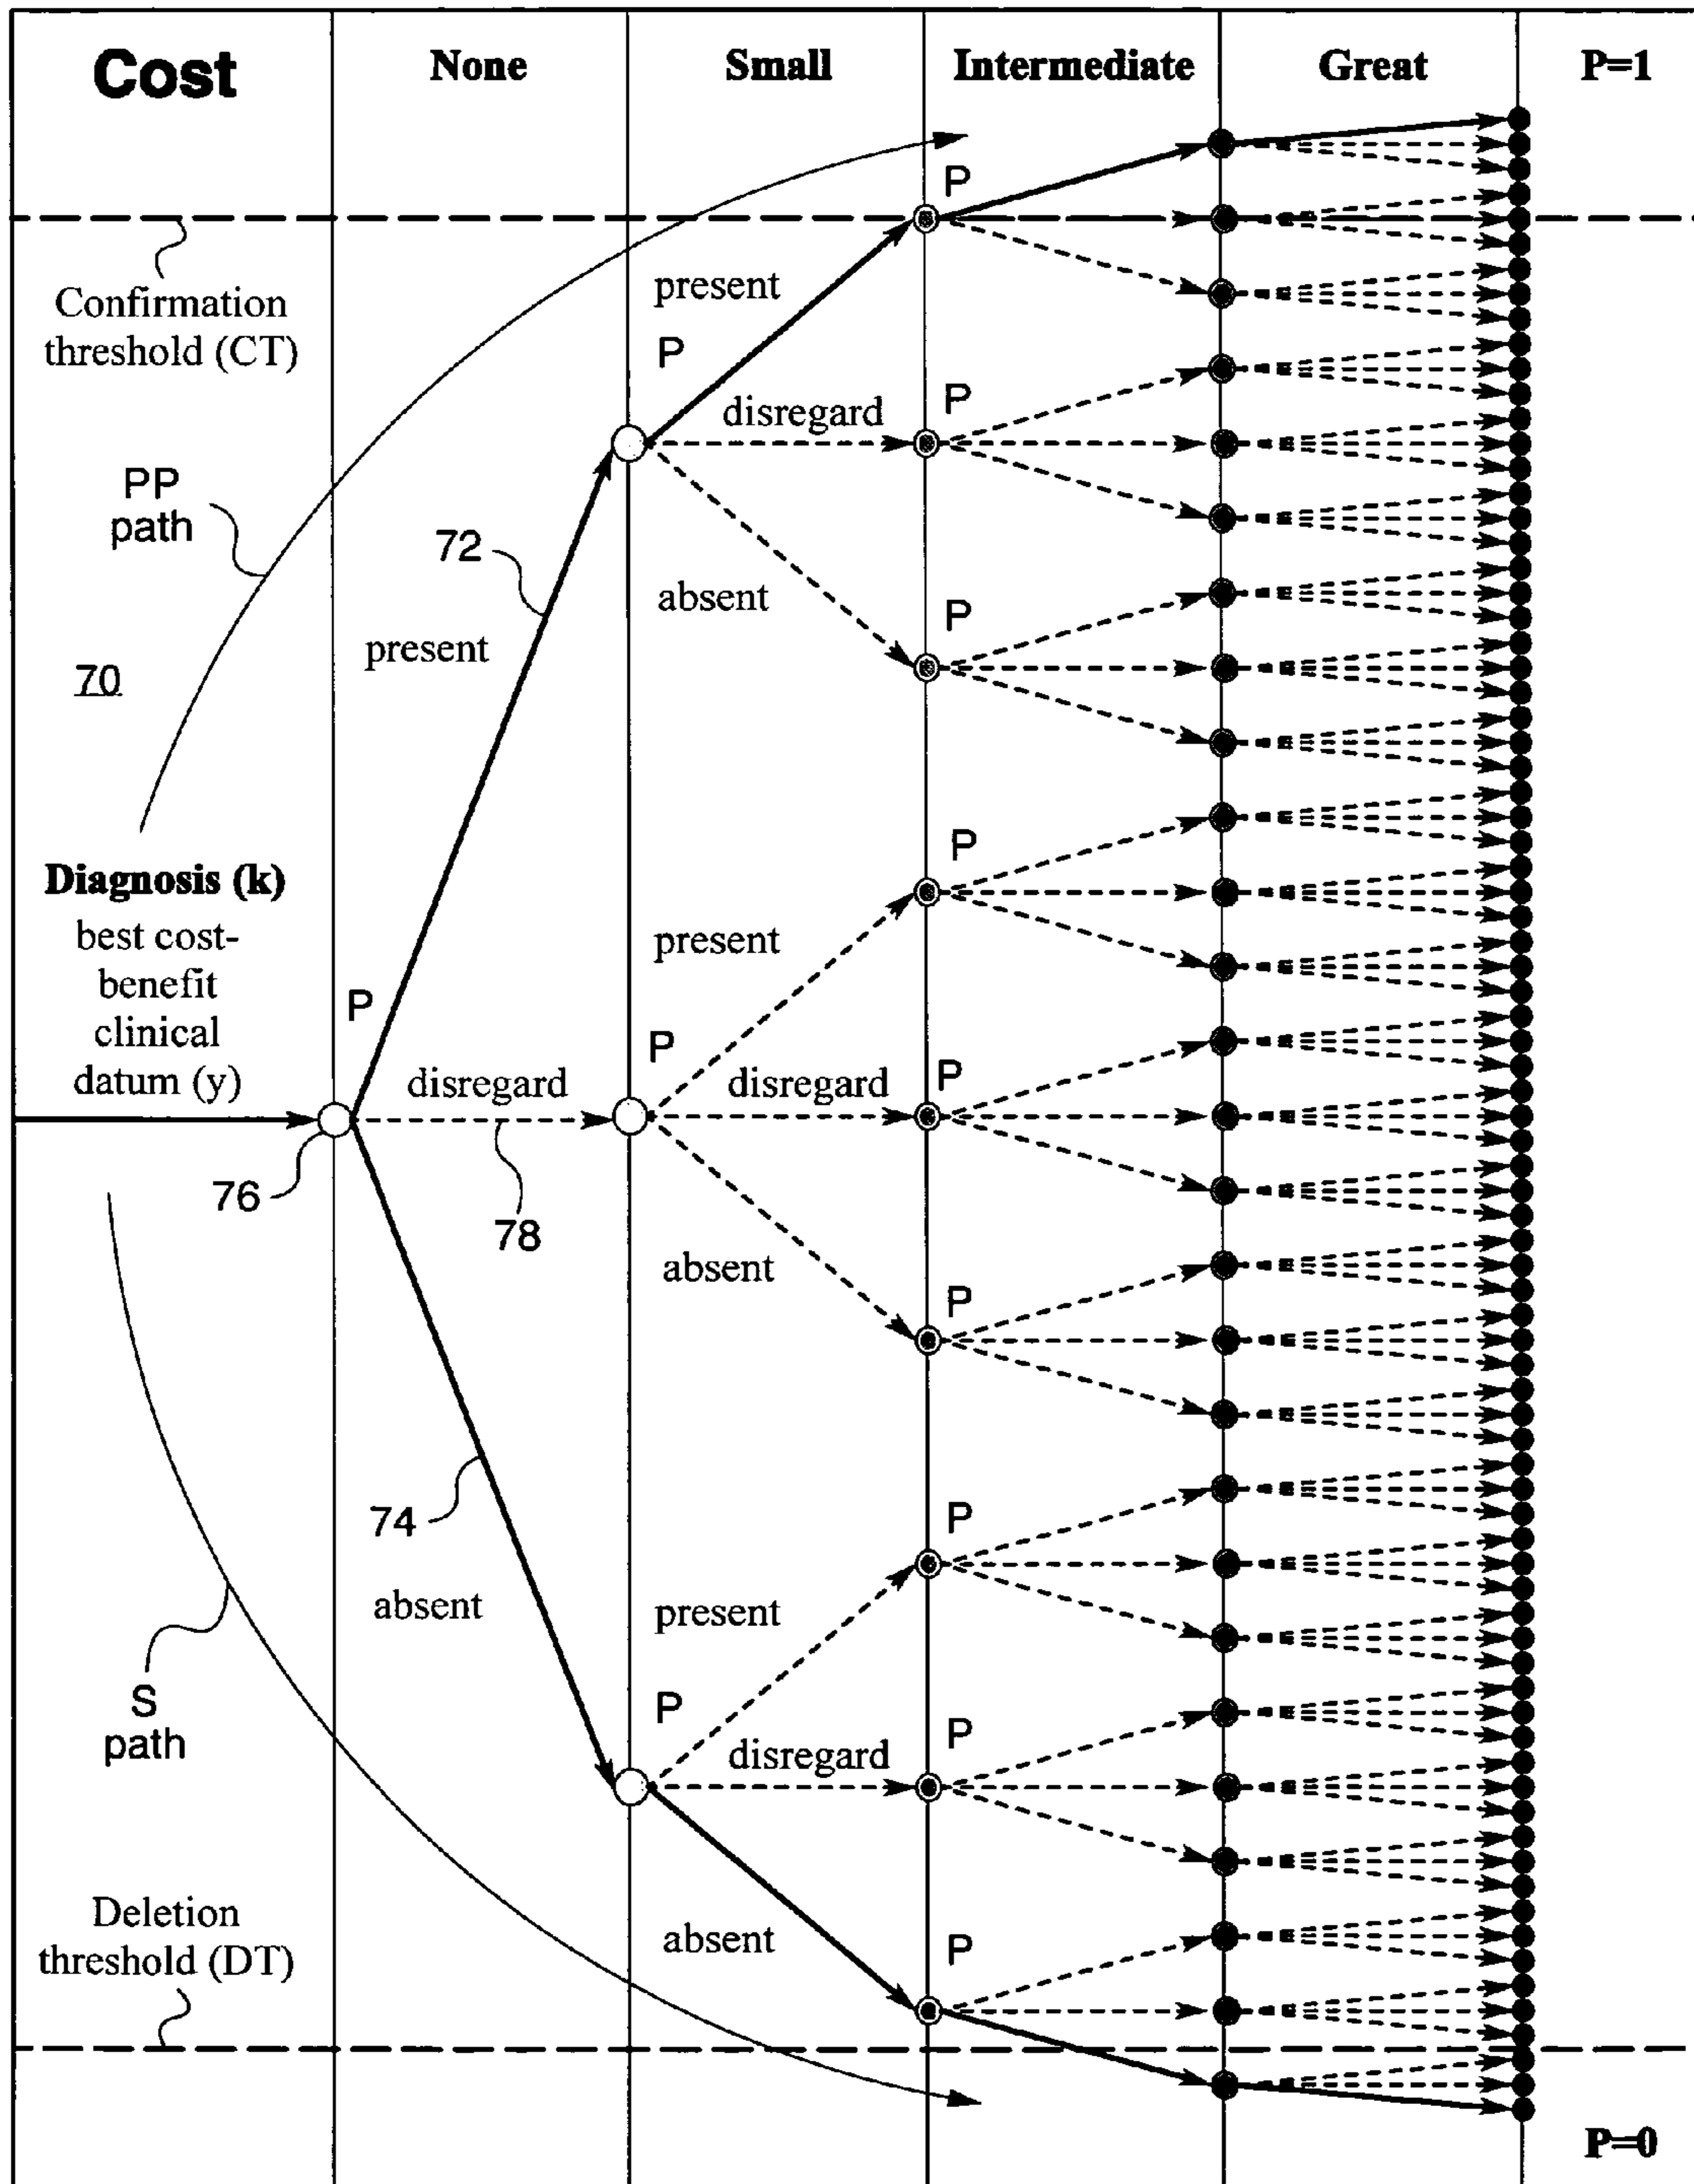 Cost None Small Intermediate Great P=1
P
present
Confirmation
threshold (CT)
P
P
disregard
PP
path
72
absent
P
present
70
P
Diagnosis (k)
best cost-
benefit
clinical
datum (y)
present
P
P
P
disregard
disregard
76
78
absent
P
74
P
absent
present
S
path
P
P
disregard
Deletion
threshold (DT)
absent
P
P=0